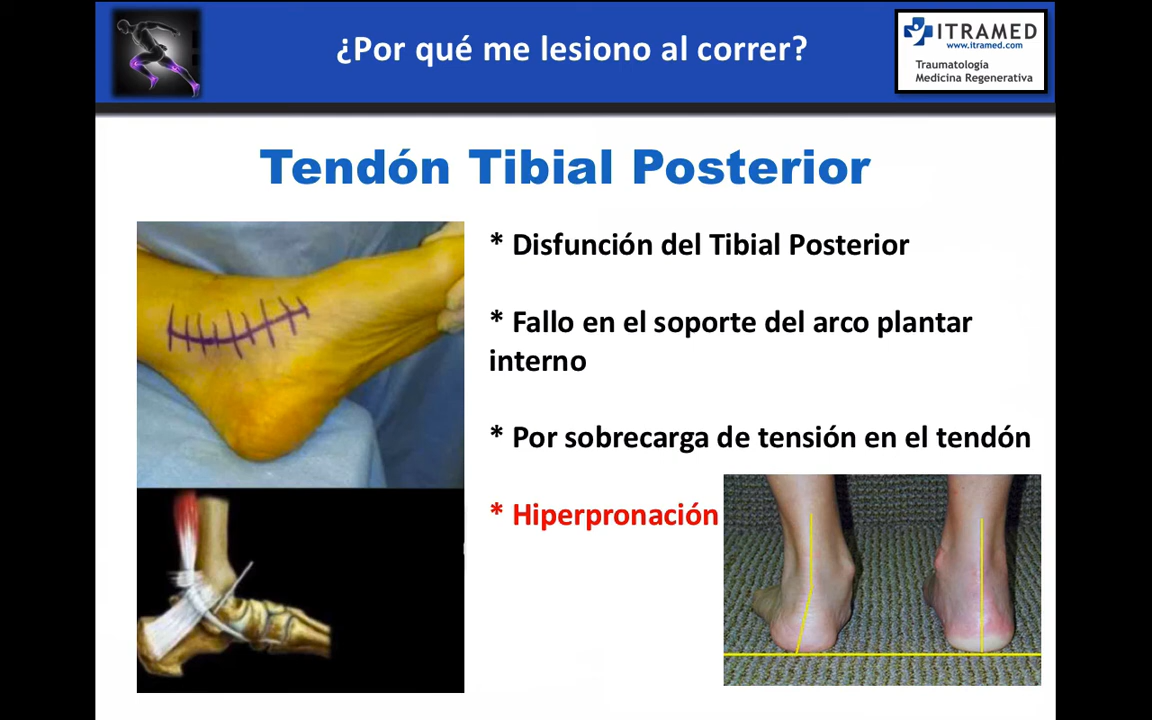 ¿Por qué me lesiono al correr?
ITRAMED
www.itramed.com
Traumatología
Medicina Regenerativa
Tendón Tibial Posterior
* Disfunción del Tibial Posterior
* Fallo en el soporte del arco plantar
interno
* Por sobrecarga de tensión en el tendón
* Hiperpronación